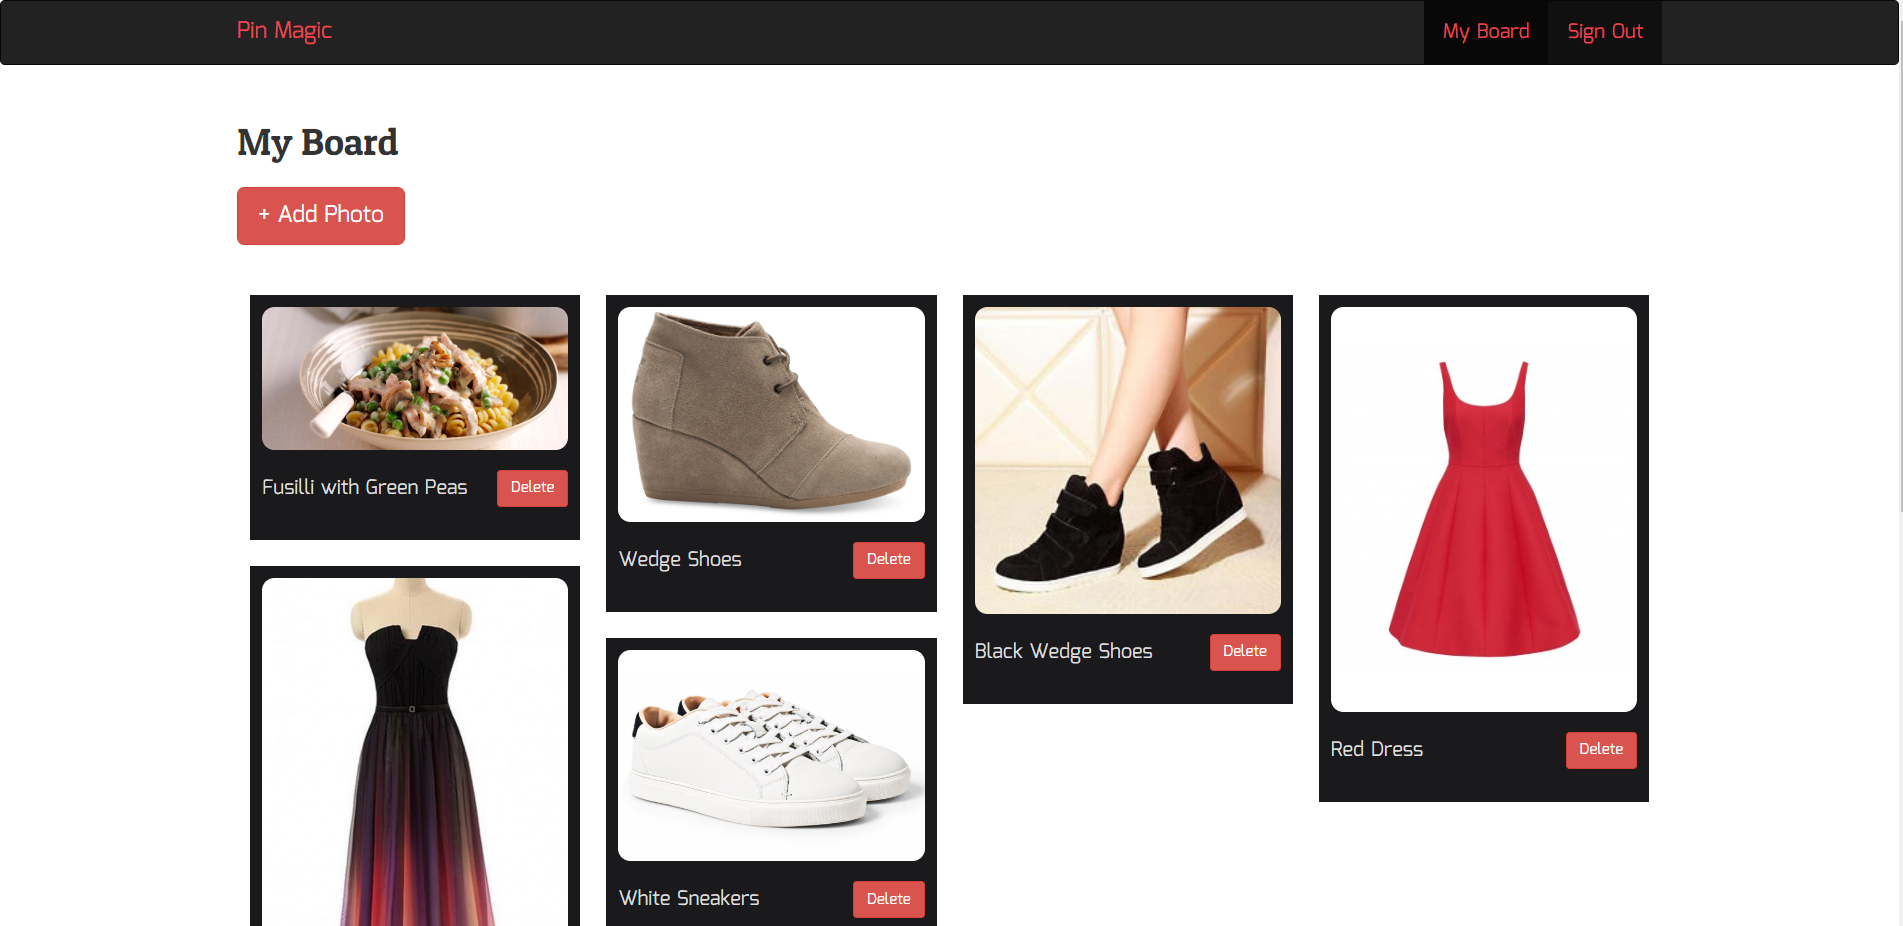 Pin Magic
My Board
Sign Out
My Board
+ Add Photo
Fusilli with Green Peas
Delete
Wedge Shoes
Delete
White Sneakers
Delete
Black Wedge Shoes
Delete
Red Dress
Delete